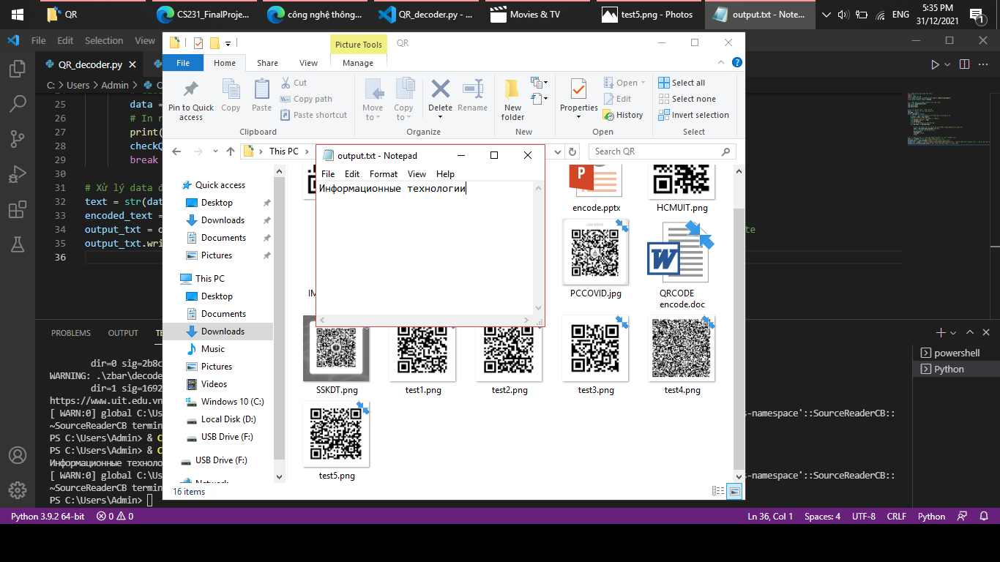 QR
CS231_FinalProje...
công nghệ thông...
QR_decoder.py - ...
Movies & TV
test5.png - Photos
output.txt - Note...
ENG
5:35 PM
31/12/2021
1
File Edit Selection View
Picture Tools
QR
File Home Share View Manage
QR_decoder.py
C: > Users > Admin >
Pin to Quick access
Copy
Paste
Cut
Copy path
Paste shortcut
Move to
Copy to
Delete
Rename
New folder
Properties
Open
Edit
History
Select all
Select none
Invert selection
Clipboard
Organize
New
Open
Select
This PC
Search QR
25 data =
26 # In r
27 print(
28 checkQ
29 break
30
31 # Xử lý data đ
32 text = str(dat
33 encoded_text =
34 output_txt = o
35 output_txt.wri
36
te
Quick access
Desktop
Downloads
Documents
Pictures
This PC
Desktop
Documents
Downloads
Music
Pictures
Videos
Windows 10 (C:)
Local Disk (D:)
USB Drive (F:)
USB Drive (F:)
Network
16 items
output.txt - Notepad
File Edit Format View Help
Информационные технологии
encode.pptx
HCMUIT.png
IM
PCCOVID.jpg
QRCODE
encode.doc
SSKDT.png
test1.png
test2.png
test3.png
test4.png
test5.png
PROBLEMS OUTPUT TE
dir=0 sig=2b8c
WARNING: .\zbar\decode
dir=1 sig=1692
https://www.uit.edu.vn
[ WARN:0] global C:\Us
s-namespace'::SourceReaderCB::
~SourceReaderCB termin
PS C:\Users\Admin> & C
PS C:\Users\Admin> & C
Информационные техноло
[ WARN:0] global C:\Us
s-namespace'::SourceReaderCB::
~SourceReaderCB termin
PS C:\Users\Admin>
powershell
Python
Python 3.9.2 64-bit
0
0
Ln 36, Col 1
Spaces: 4
UTF-8
CRLF
Python